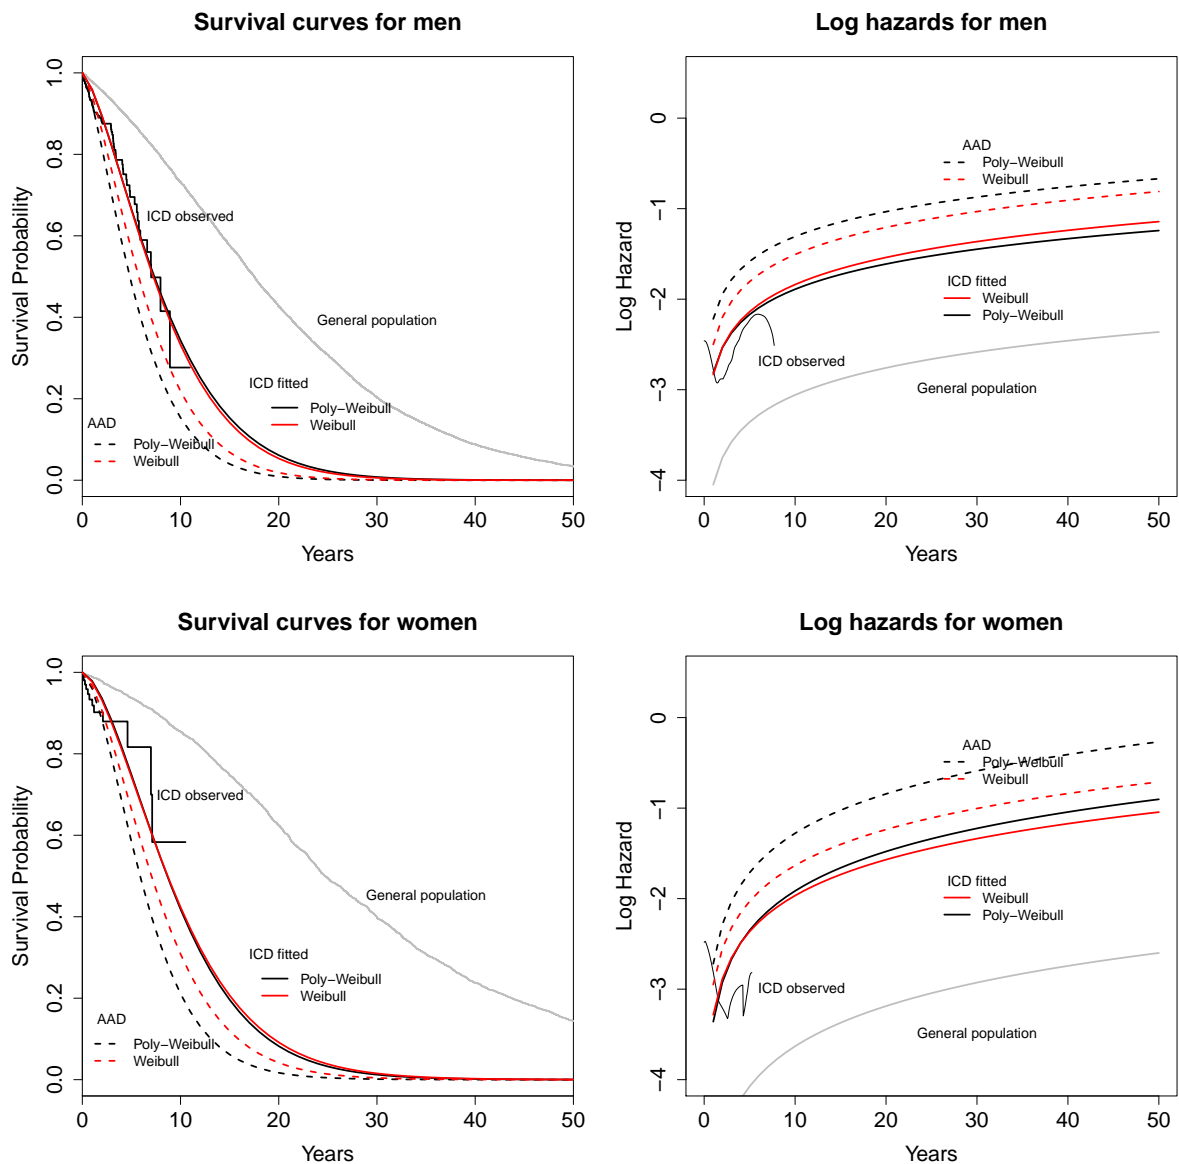 Survival curves for men
Survival Probability
1.0
0.8
0.6
0.4
0.2
0.0
ICD observed
General population
ICD fitted
Poly−Weibull
Weibull
AAD
Poly−Weibull
Weibull
0 10 20 30 40 50
Years
Log hazards for men
Log Hazard
0
−1
−2
−3
−4
AAD
Poly−Weibull
Weibull
ICD fitted
Weibull
Poly−Weibull
ICD observed
General population
0 10 20 30 40 50
Years
Survival curves for women
Survival Probability
1.0
0.8
0.6
0.4
0.2
0.0
ICD observed
General population
ICD fitted
Poly−Weibull
Weibull
AAD
Poly−Weibull
Weibull
0 10 20 30 40 50
Years
Log hazards for women
Log Hazard
0
−1
−2
−3
−4
AAD
Poly−Weibull
Weibull
ICD fitted
Weibull
Poly−Weibull
ICD observed
General population
0 10 20 30 40 50
Years